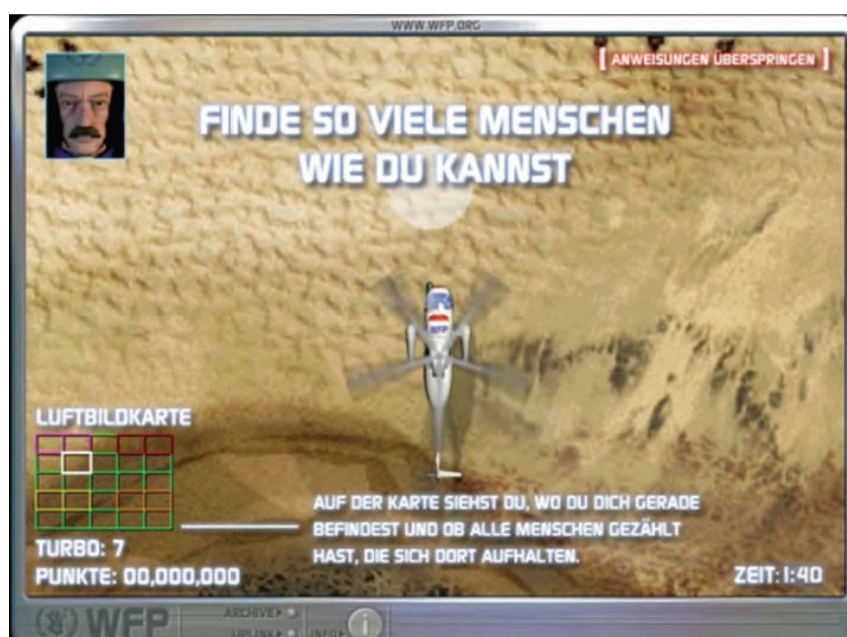 WWW.WFP.ORG
[ ANWEISUNGEN ÜBERSPRINGEN ]
FINDE SO VIELE MENSCHEN
WIE DU KANNST
WFP
LUFTBILDKARTE
AUF DER KARTE SIEHST DU, WO DU DICH GERADE
BEFINDEST UND OB ALLE MENSCHEN GEZÄHLT
HAST, DIE SICH DORT AUFHALTEN.
TURBO: 7
PUNKTE: 00,000,000
ZEIT: 1:40
WFP
ARCHIVE
UPLINK
INFO
i